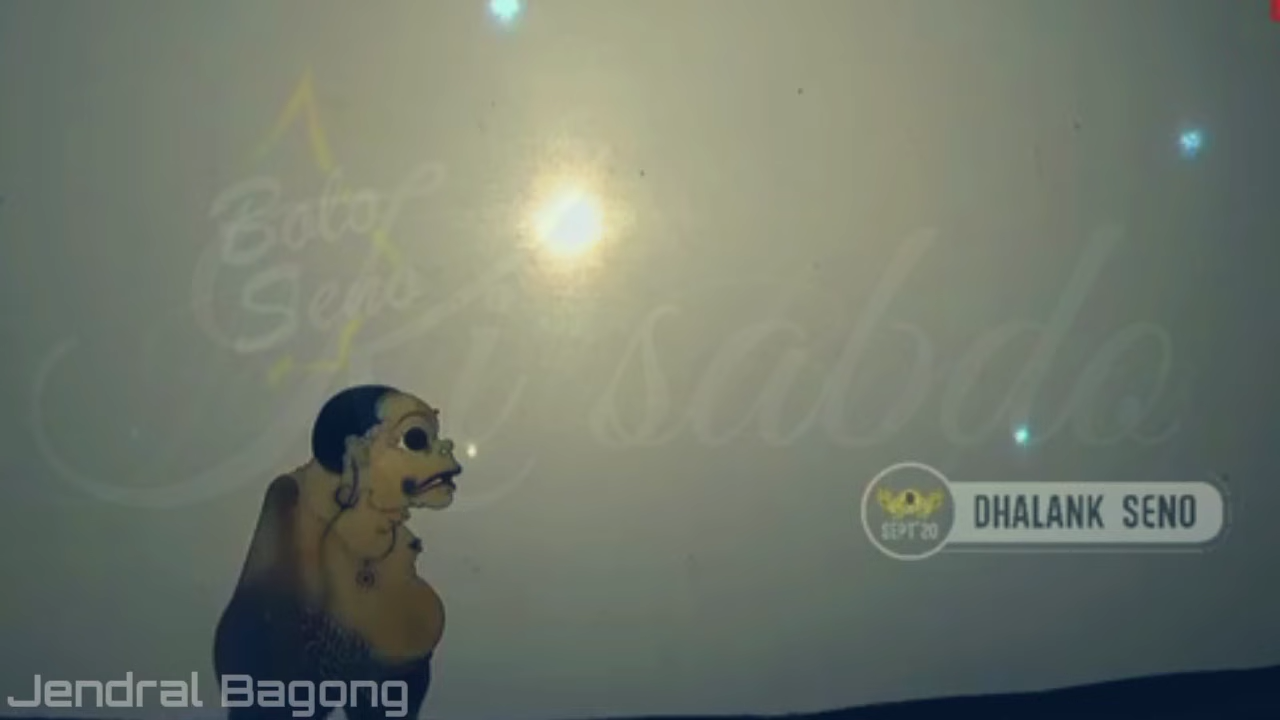 Bolo
Seno
Ki sabdo
SEPT'20
DHALANK SENO
Jendral Bagong